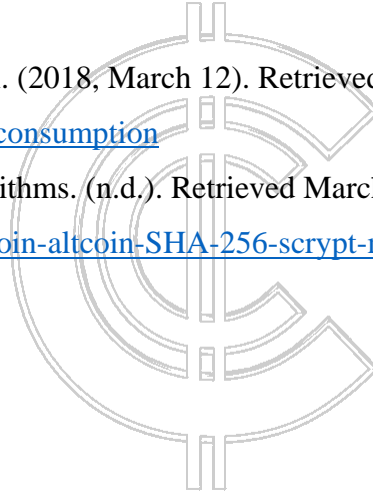 . (2018, March 12). Retrieved
consumption
ithms. (n.d.). Retrieved March
oin-altcoin-SHA-256-scrypt-